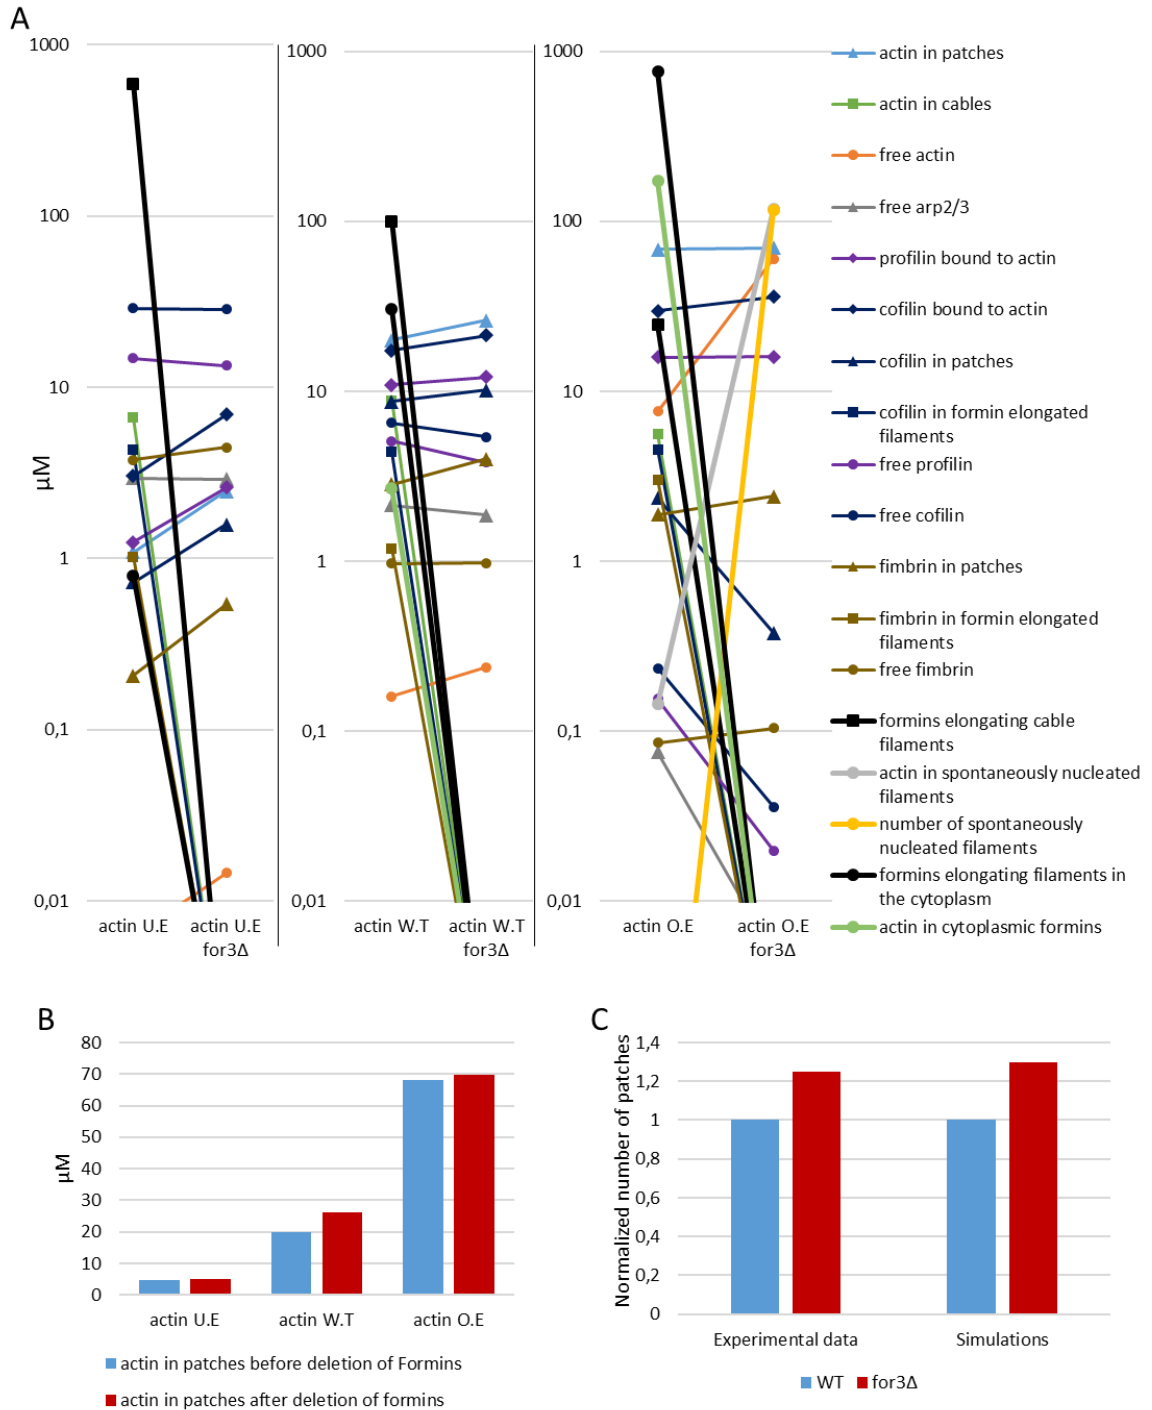 A
1000
100
10
1
0,1
0,01
μM
actin U.E
actin U.E
for3Δ
1000
100
10
1
0,1
0,01
actin W.T
actin W.T
for3Δ
1000
100
10
1
0,1
0,01
actin O.E
actin O.E
for3Δ
actin in patches
actin in cables
free actin
free arp2/3
profilin bound to actin
cofilin bound to actin
cofilin in patches
cofilin in formin elongated
filaments
free profilin
free cofilin
fimbrin in patches
fimbrin in formin elongated
filaments
free fimbrin
formins elongating cable
filaments
actin in spontaneously nucleated
filaments
number of spontaneously
nucleated filaments
formins elongating filaments in
the cytoplasm
actin in cytoplasmic formins
B
80
70
60
50
40
30
20
10
0
μM
actin U.E
actin W.T
actin O.E
actin in patches before deletion of Formins
actin in patches after deletion of formins
C
Normalized number of patches
1,4
1,2
1
0,8
0,6
0,4
0,2
0
Experimental data
Simulations
WT
for3Δ